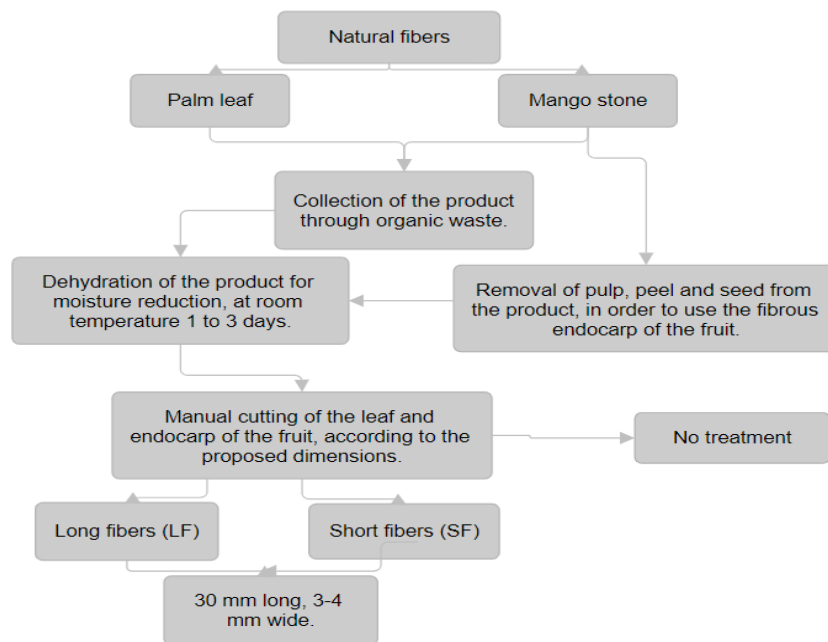 Natural fibers
Palm leaf
Mango stone
Collection of the product
through organic waste.
Dehydration of the product for
moisture reduction, at room
temperature 1 to 3 days.
Removal of pulp, peel and seed from
the product, in order to use the fibrous
endocarp of the fruit.
Manual cutting of the leaf and
endocarp of the fruit, according to the
proposed dimensions.
No treatment
Long fibers (LF)
Short fibers (SF)
30 mm long, 3-4
mm wide.